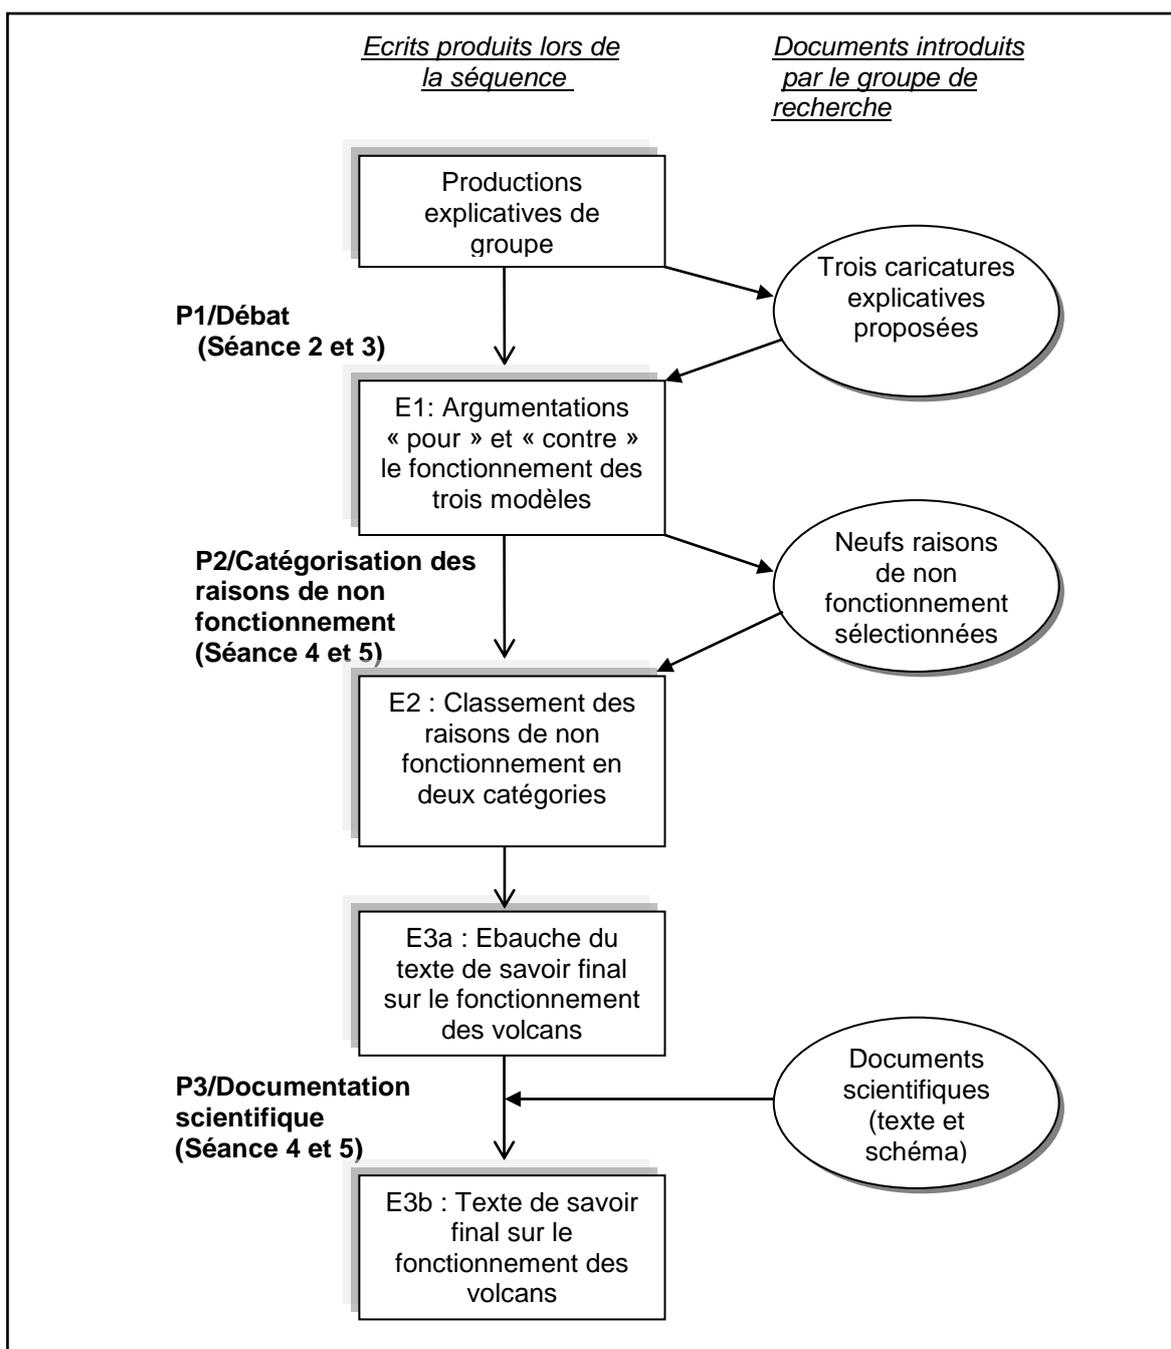 Ecrits produits lors de
la séquence
Documents introduits
par le groupe de
recherche
Productions
explicatives de
groupe
Trois caricatures
explicatives
proposées
P1/Débat
(Séance 2 et 3)
E1: Argumentations
« pour » et « contre »
le fonctionnement des
trois modèles
Neufs raisons
de non
fonctionnement
sélectionnées
P2/Catégorisation des
raisons de non
fonctionnement
(Séance 4 et 5)
E2 : Classement des
raisons de non
fonctionnement en
deux catégories
E3a : Ebauche du
texte de savoir final
sur le fonctionnement
des volcans
Documents
scientifiques
(texte et
schéma)
P3/Documentation
scientifique
(Séance 4 et 5)
E3b : Texte de savoir
final sur le
fonctionnement des
volcans